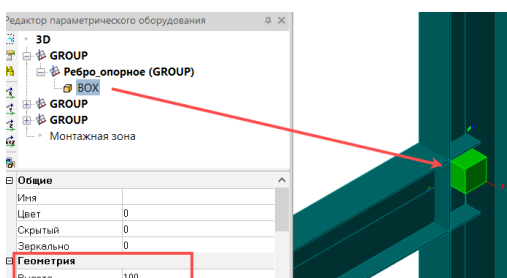 Редактор параметрического оборудования
3D
GROUP
Ребро_опорное (GROUP)
BOX
GROUP
GROUP
Монтажная зона
Общие
Имя
Цвет 0
Скрытый 0
Зеркально 0
Геометрия
Высота 100